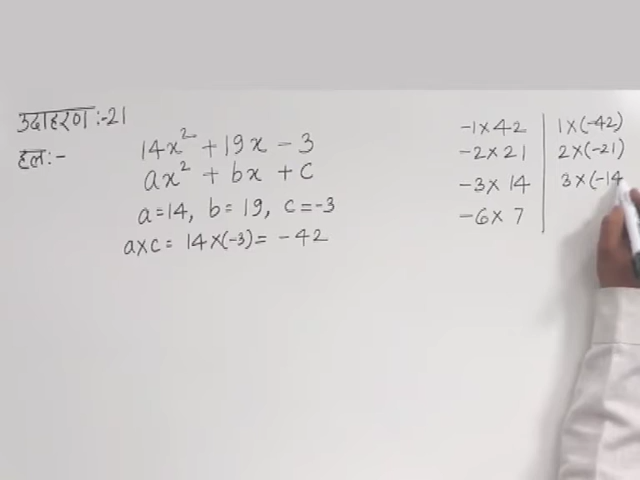 उदाहरण:-21
हल:-
14x² + 19x - 3
ax² + bx + c
a=14, b=19, c=-3
a×c = 14×(-3) = -42
-1×42
-2×21
-3×14
-6×7
1×(-42)
2×(-21)
3×(-14